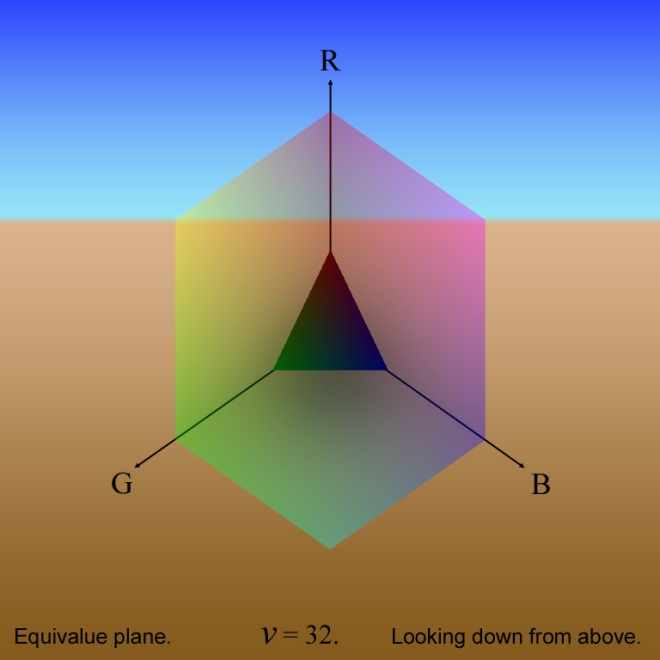 R
G
B
Equivalue plane. v = 32. Looking down from above.